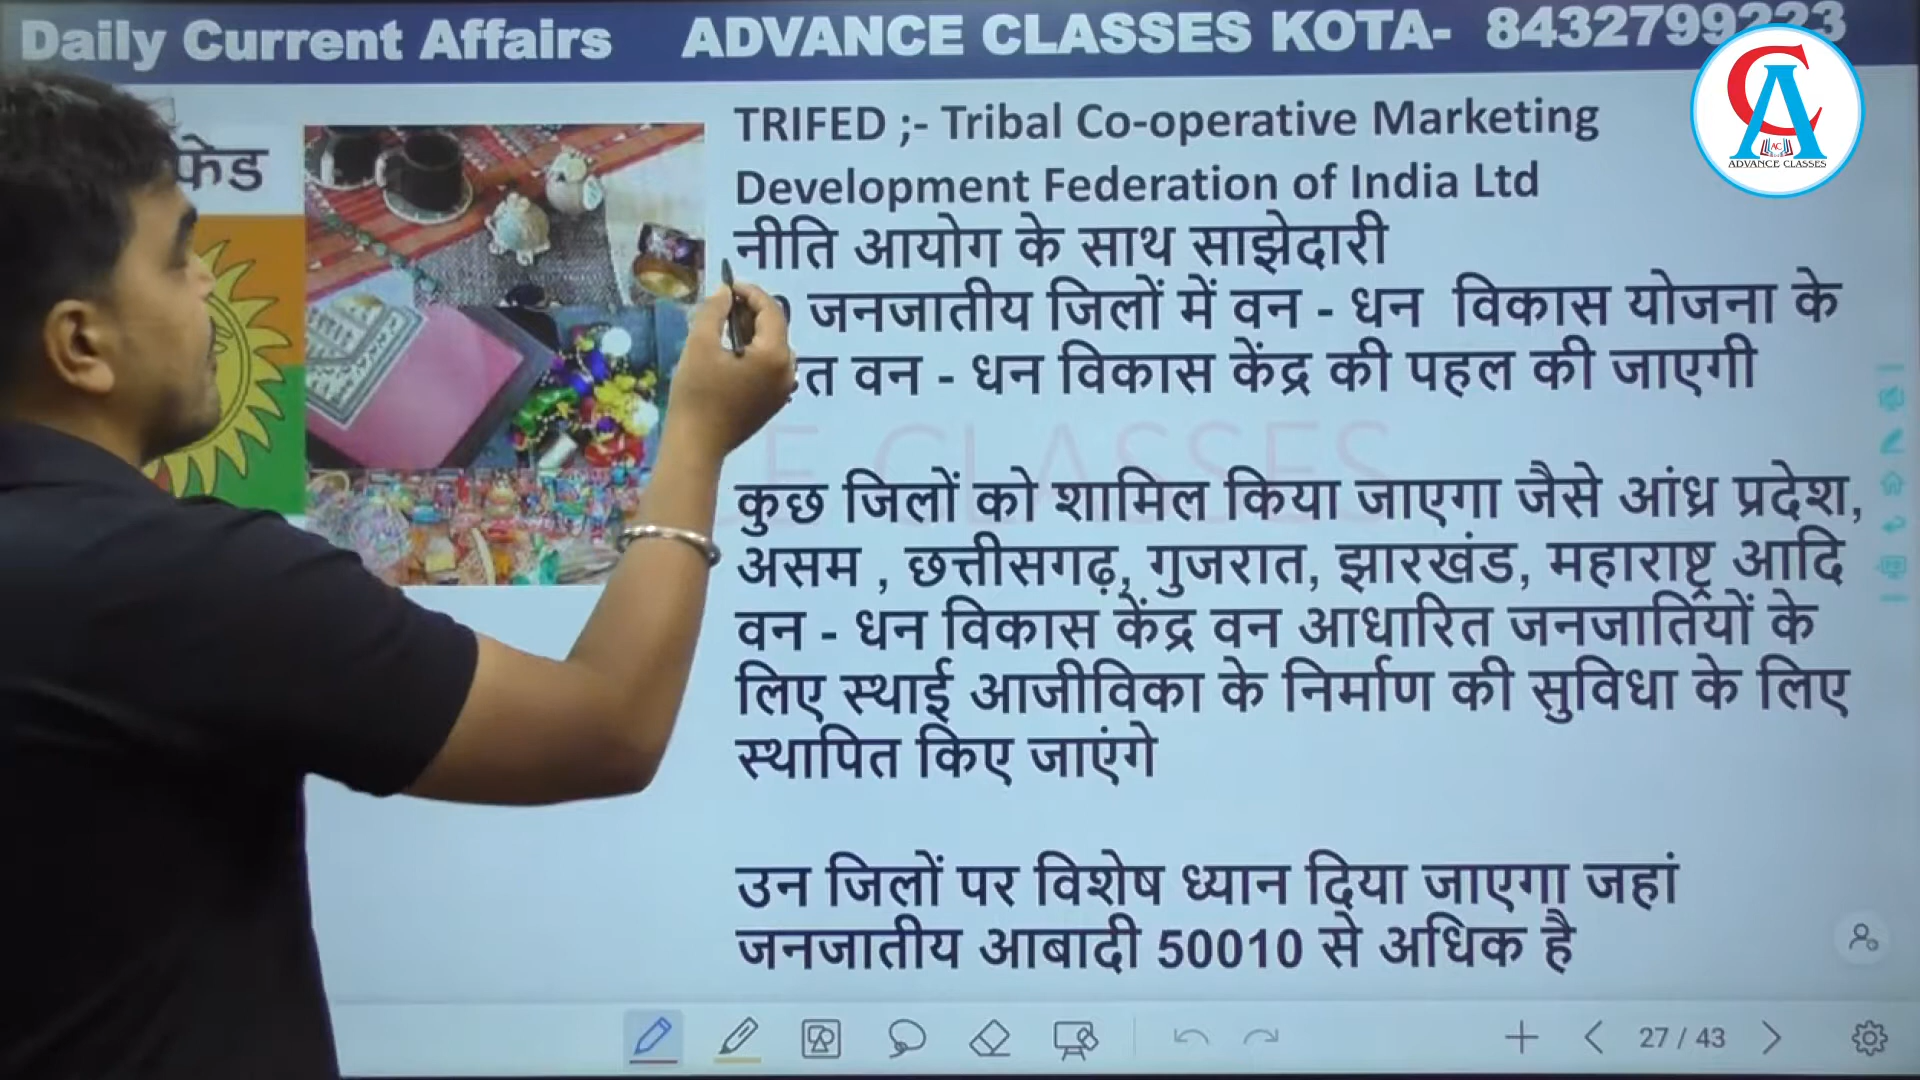 Daily Current Affairs ADVANCE CLASSES KOTA- 8432799223
ADVANCE CLASSES
फेड
TRIFED ;- Tribal Co-operative Marketing
Development Federation of India Ltd
नीति आयोग के साथ साझेदारी
जनजातीय जिलों में वन - धन विकास योजना के
वन - धन विकास केंद्र की पहल की जाएगी
CLASSES
कुछ जिलों को शामिल किया जाएगा जैसे आंध्र प्रदेश,
असम , छत्तीसगढ़, गुजरात, झारखंड, महाराष्ट्र आदि
वन - धन विकास केंद्र वन आधारित जनजातियों के
लिए स्थाई आजीविका के निर्माण की सुविधा के लिए
स्थापित किए जाएंगे
उन जिलों पर विशेष ध्यान दिया जाएगा जहां
जनजातीय आबादी 50010 से अधिक है
27 / 43